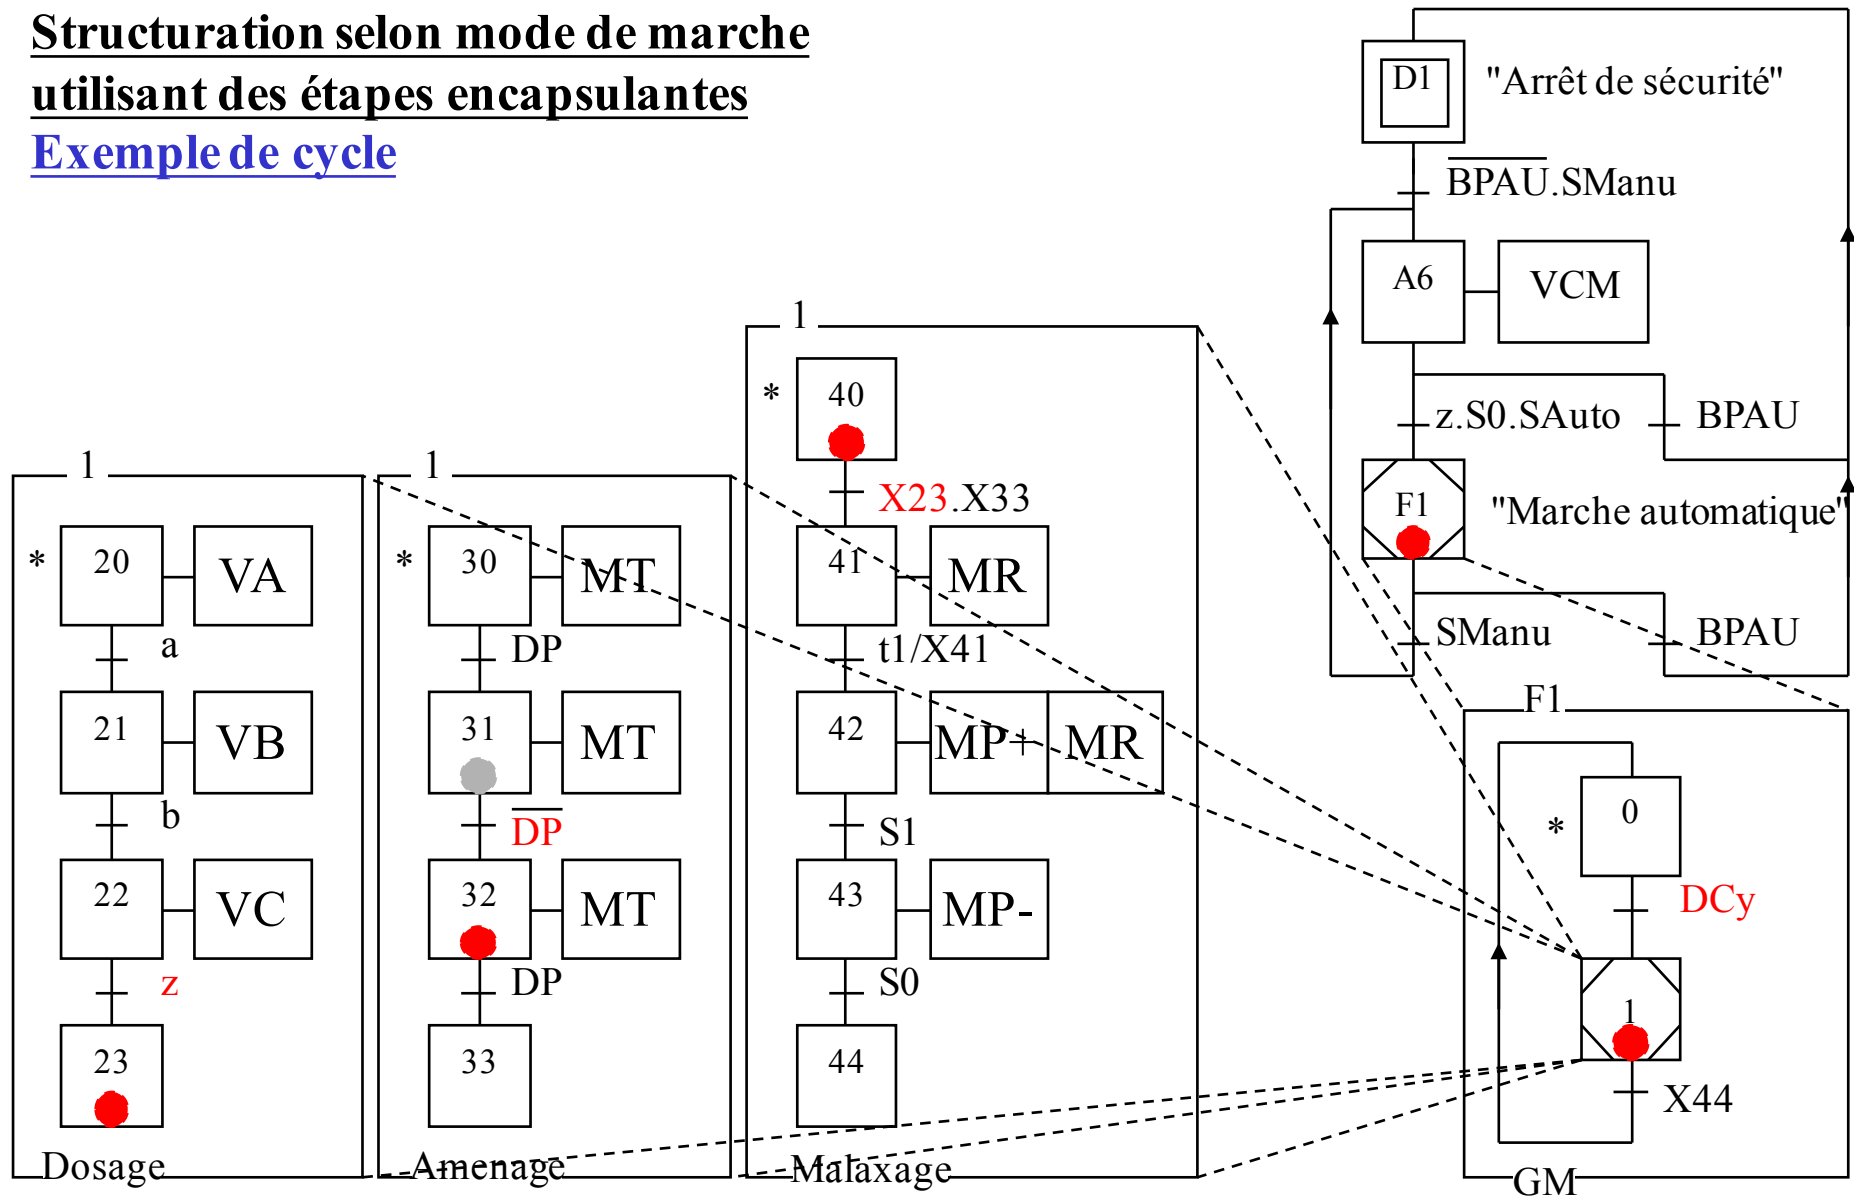 Structuration selon mode de marche
utilisant des étapes encapsulantes
Exemple de cycle
D1
"Arrêt de sécurité"
B̅P̅A̅U̅.SManu
A6
VCM
z.S0.SAuto
BPAU
F1
"Marche automatique"
SManu
BPAU
1
*
20
VA
a
21
VB
b
22
VC
z
23
Dosage
1
*
30
MT
DP
31
MT
D̅P̅
32
MT
DP
33
Amenage
1
*
40
X23.X33
41
MR
t1/X41
42
MP+
MR
S1
43
MP-
S0
44
Malaxage
F1
*
0
DCy
1
X44
GM